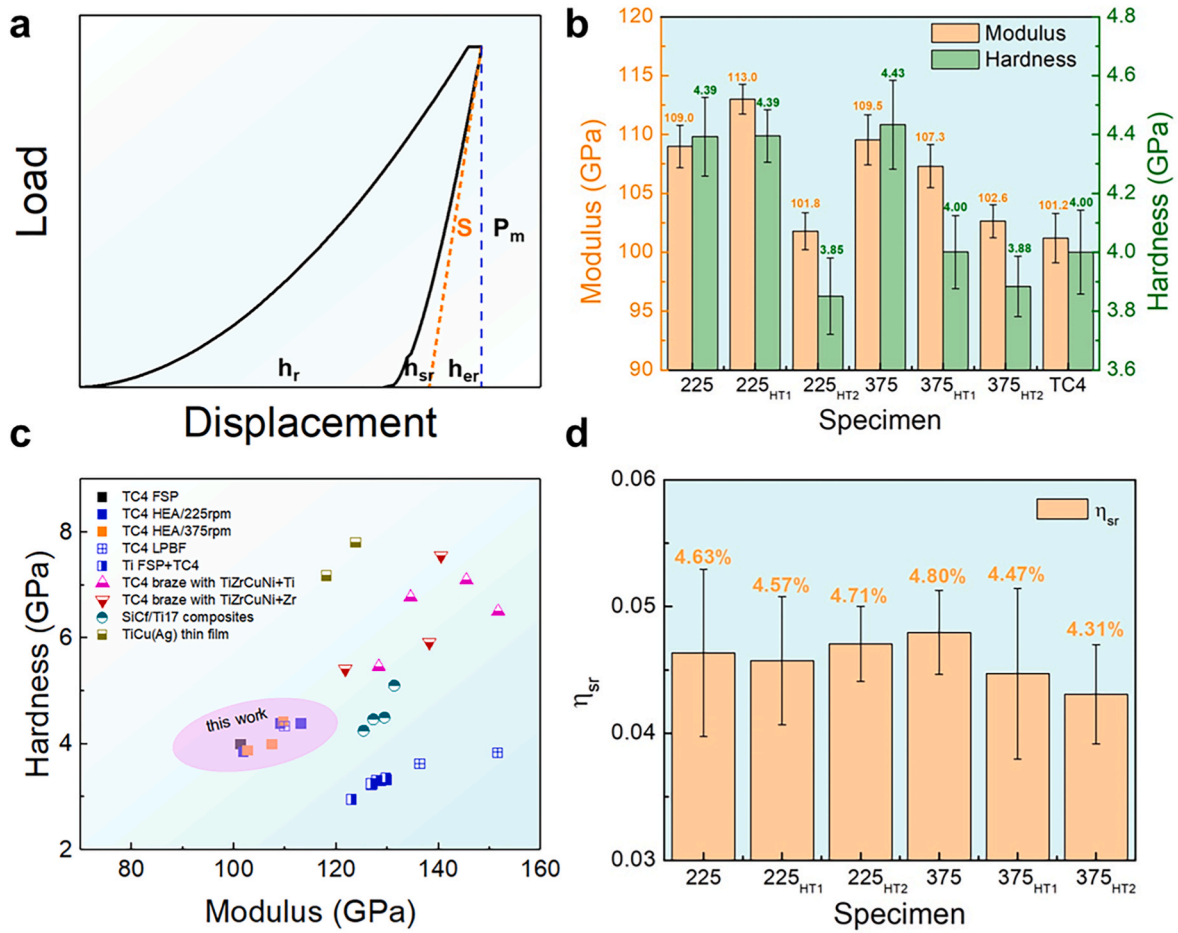 a
Load
S
Pm
hr
hsr
her
Displacement
b
Modulus (GPa)
120
115
110
105
100
95
90
Modulus
Hardness
109.0
4.39
113.0
4.39
101.8
3.85
109.5
4.43
107.3
4.00
102.6
3.88
101.2
4.00
4.8
4.6
4.4
4.2
4.0
3.8
3.6
Hardness (GPa)
225
225HT1
225HT2
375
375HT1
375HT2
TC4
Specimen
c
Hardness (GPa)
8
6
4
2
TC4 FSP
TC4 HEA/225rpm
TC4 HEA/375rpm
TC4 LPBF
Ti FSP+TC4
TC4 braze with TiZrCuNi+Ti
TC4 braze with TiZrCuNi+Zr
SiCf/Ti17 composites
TiCu(Ag) thin film
this work
80
100
120
140
160
Modulus (GPa)
d
ηsr
0.06
0.05
0.04
0.03
ηsr
4.63%
4.57%
4.71%
4.80%
4.47%
4.31%
225
225HT1
225HT2
375
375HT1
375HT2
Specimen